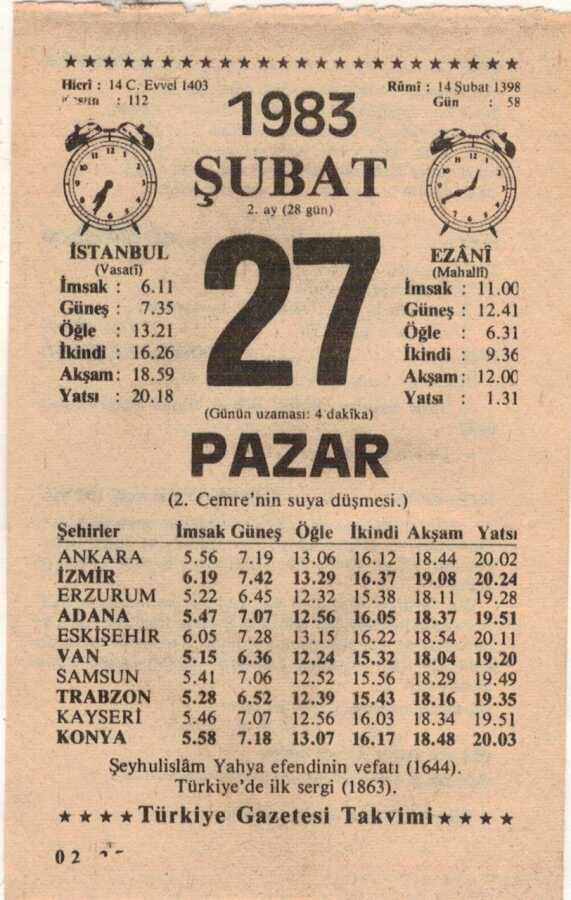 Hicrî : 14 C. Evvel 1403
: 112
Rûmî : 14 Şubat 1398
Gün : 58
1983
ŞUBAT
2. ay (28 gün)
27
İSTANBUL
(Vasatî)
İmsak : 6.11
Güneş : 7.35
Öğle : 13.21
İkindi : 16.26
Akşam : 18.59
Yatsı : 20.18
EZÂNÎ
(Mahallî)
İmsak : 11.00
Güneş : 12.41
Öğle : 6.31
İkindi : 9.36
Akşam : 12.00
Yatsı : 1.31
(Günün uzaması: 4 dakîka)
PAZAR
(2. Cemre'nin suya düşmesi.)
Şehirler İmsak Güneş Öğle İkindi Akşam Yatsı
ANKARA 5.56 7.19 13.06 16.12 18.44 20.02
İZMİR 6.19 7.42 13.29 16.37 19.08 20.24
ERZURUM 5.22 6.45 12.32 15.38 18.11 19.28
ADANA 5.47 7.07 12.56 16.05 18.37 19.51
ESKİŞEHİR 6.05 7.28 13.15 16.22 18.54 20.11
VAN 5.15 6.36 12.24 15.32 18.04 19.20
SAMSUN 5.41 7.06 12.52 15.56 18.29 19.49
TRABZON 5.28 6.52 12.39 15.43 18.16 19.35
KAYSERİ 5.46 7.07 12.56 16.03 18.34 19.51
KONYA 5.58 7.18 13.07 16.17 18.48 20.03
Şeyhulislâm Yahya efendinin vefatı (1644).
Türkiye'de ilk sergi (1863).
★★★★Türkiye Gazetesi Takvimi★★★★
02